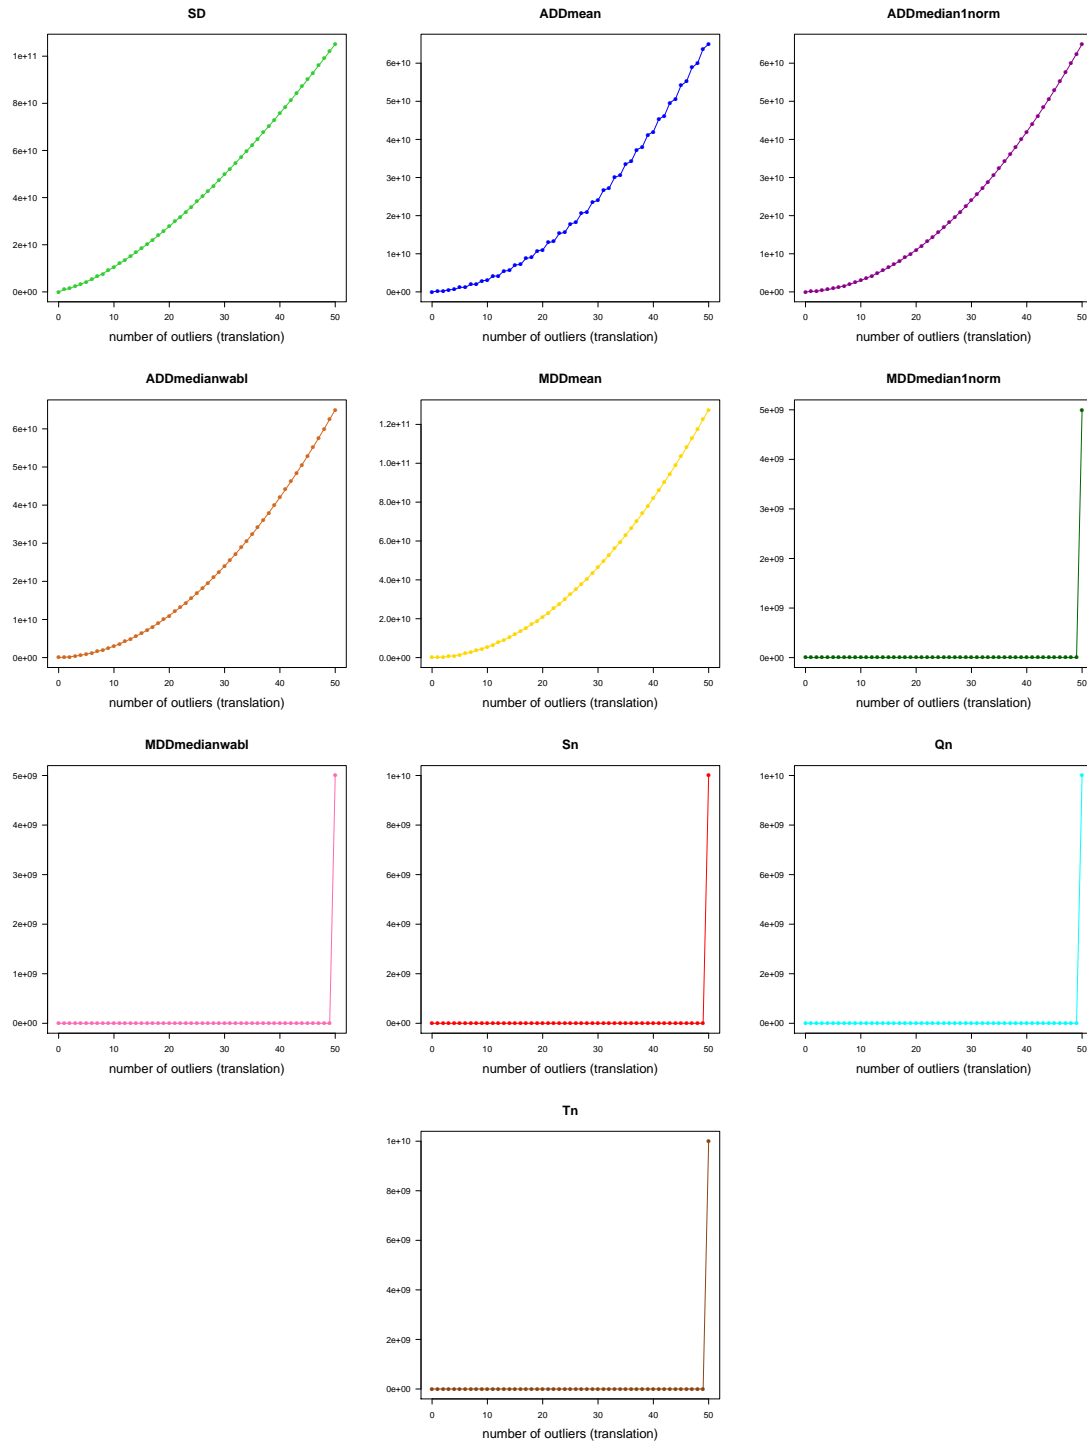 SD
1e+11
8e+10
6e+10
4e+10
2e+10
0e+00
0 10 20 30 40 50
number of outliers (translation)
ADDmean
6e+10
5e+10
4e+10
3e+10
2e+10
1e+10
0e+00
0 10 20 30 40 50
number of outliers (translation)
ADDmedian1norm
6e+10
5e+10
4e+10
3e+10
2e+10
1e+10
0e+00
0 10 20 30 40 50
number of outliers (translation)
ADDmedianwabl
6e+10
5e+10
4e+10
3e+10
2e+10
1e+10
0e+00
0 10 20 30 40 50
number of outliers (translation)
MDDmean
1.2e+11
1.0e+11
8.0e+10
6.0e+10
4.0e+10
2.0e+10
0.0e+00
0 10 20 30 40 50
number of outliers (translation)
MDDmedian1norm
5e+09
4e+09
3e+09
2e+09
1e+09
0e+00
0 10 20 30 40 50
number of outliers (translation)
MDDmedianwabl
5e+09
4e+09
3e+09
2e+09
1e+09
0e+00
0 10 20 30 40 50
number of outliers (translation)
Sn
1e+10
8e+09
6e+09
4e+09
2e+09
0e+00
0 10 20 30 40 50
number of outliers (translation)
Qn
1e+10
8e+09
6e+09
4e+09
2e+09
0e+00
0 10 20 30 40 50
number of outliers (translation)
Tn
1e+10
8e+09
6e+09
4e+09
2e+09
0e+00
0 10 20 30 40 50
number of outliers (translation)